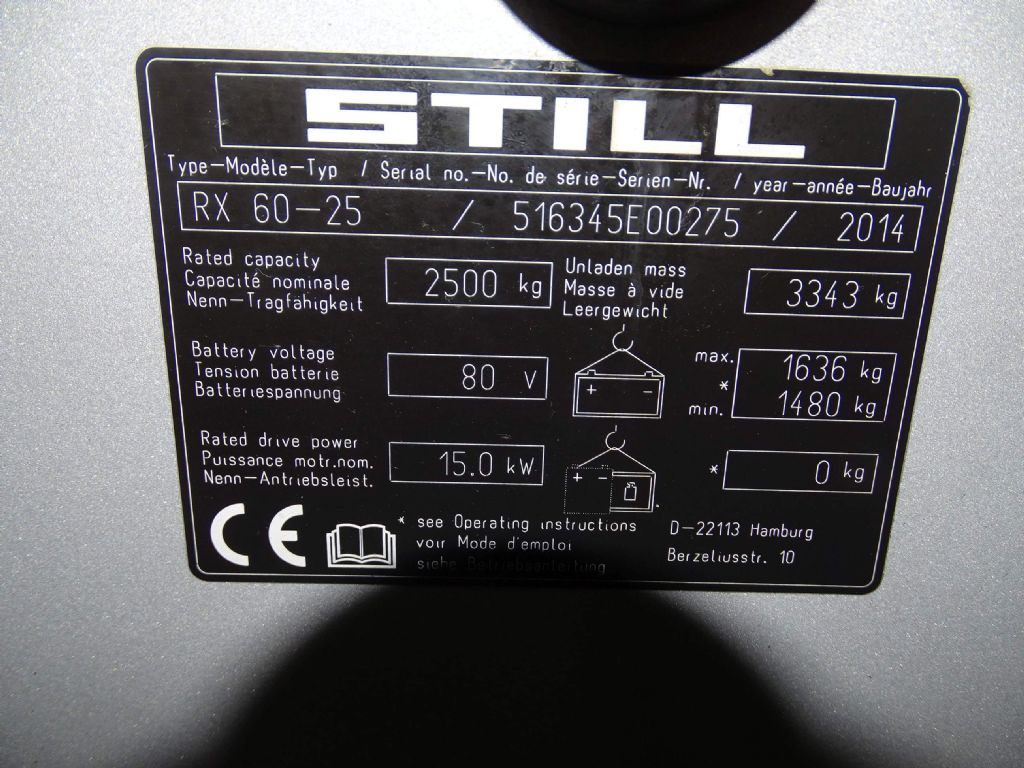 STILL
Type-Modèle-Typ / Serial no.-No. de série-Serien-Nr. / year-année-Baujahr
RX 60-25 / 516345E00275 / 2014
Rated capacity
Capacité nominale
Nenn-Tragfähigkeit
2500 kg
Unladen mass
Masse à vide
Leergewicht
3343 kg
Battery voltage
Tension batterie
Batteriespannung
80 V
+ -
max.
*
min.
1636 kg
1480 kg
Rated drive power
Puissance motr.nom.
Nenn-Antriebsleist.
15.0 kW
+ -
* 0 kg
CE
* see Operating instructions
voir Mode d'emploi
siehe Betriebsanleitung
D-22113 Hamburg
Berzeliusstr. 10